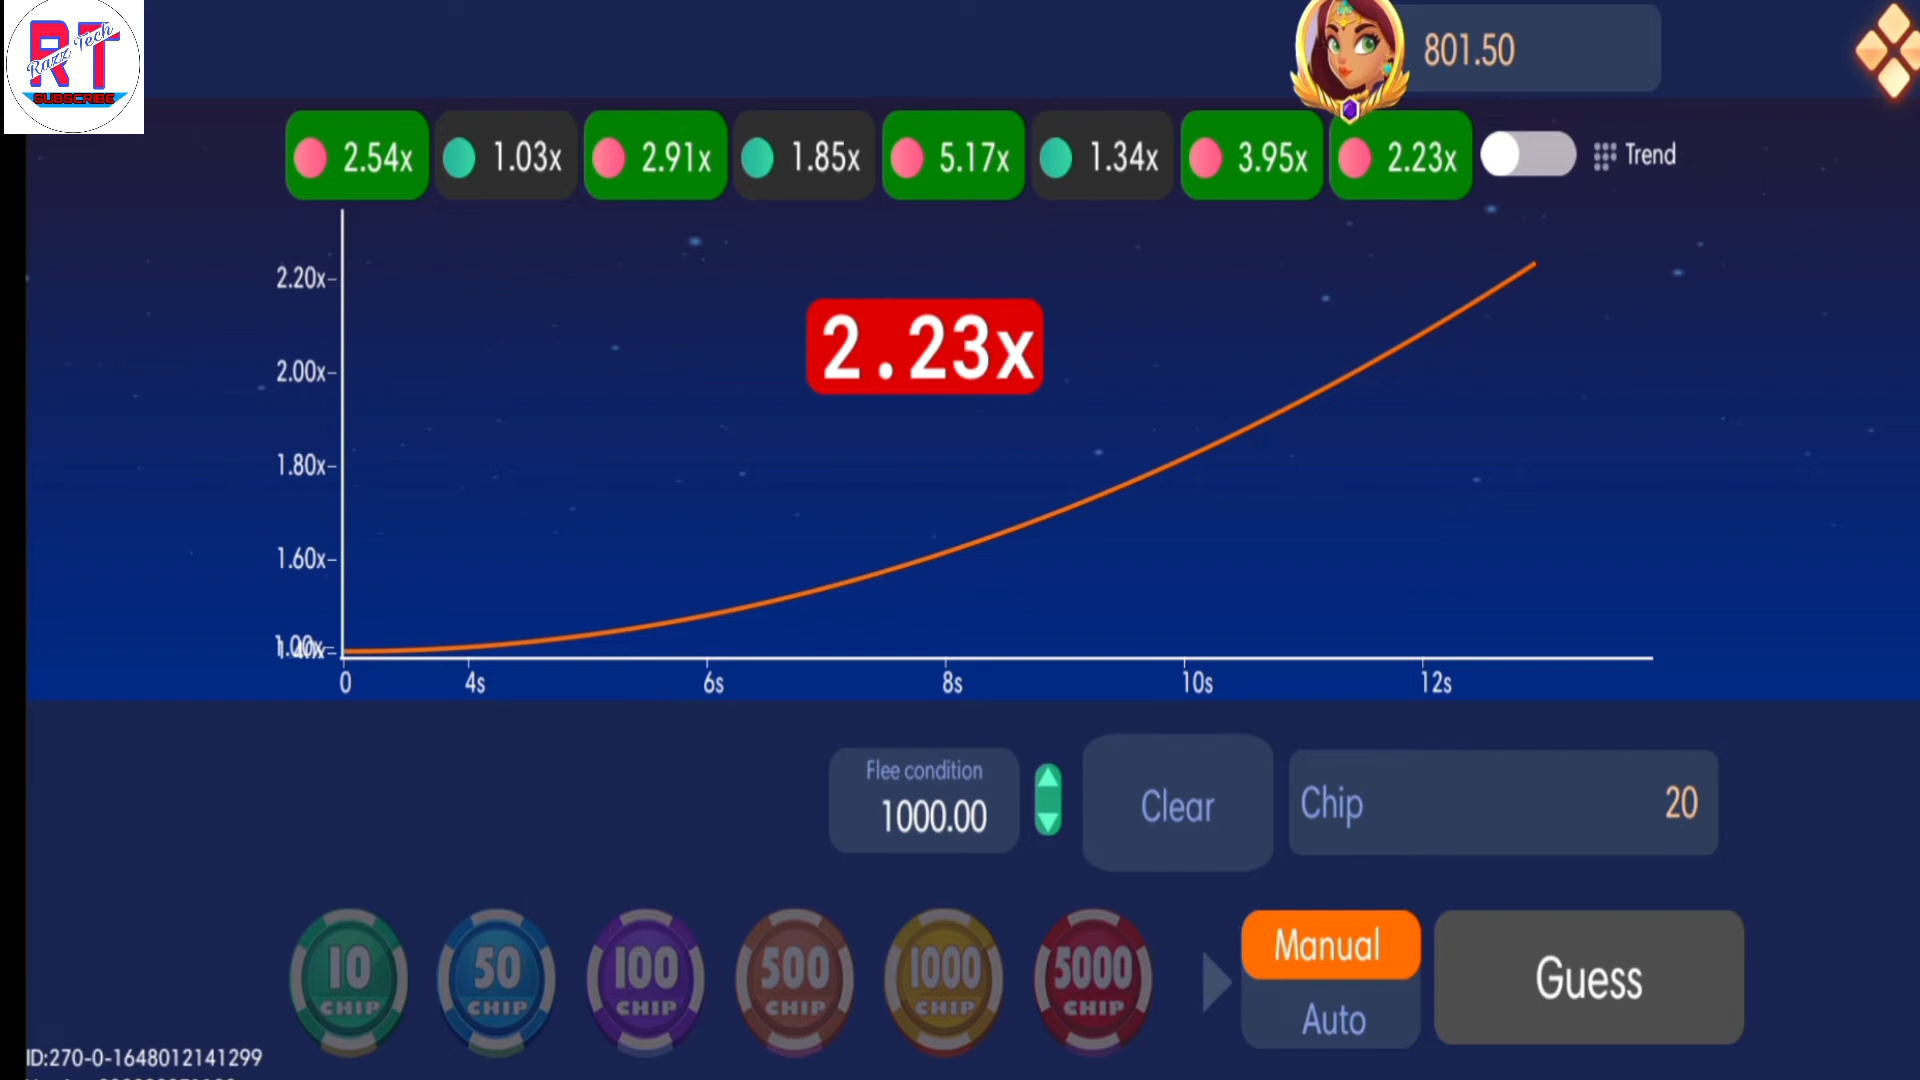 RT
Razz Tech
SUBSCRIBE
801.50
2.54x 1.03x 2.91x 1.85x 5.17x 1.34x 3.95x 2.23x Trend
2.20x
2.23x
2.00x
1.80x
1.60x
1.00x
0 4s 6s 8s 10s 12s
Flee condition
1000.00
Clear
Chip 20
10 CHIP
50 CHIP
100 CHIP
500 CHIP
1000 CHIP
5000 CHIP
Manual
Auto
Guess
ID:270-0-1648012141299